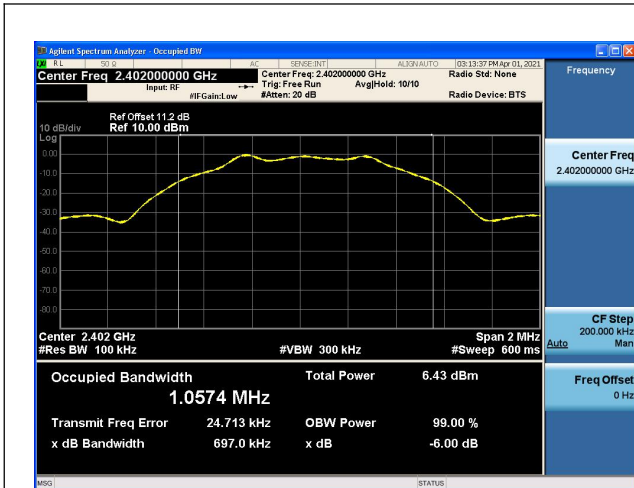 Agilent Spectrum Analyzer - Occupied BW
LXI RL 50 Ω AC SENSE:INT ALIGN AUTO 03:13:37 PM Apr 01, 2021
Center Freq 2.402000000 GHz
Center Freq: 2.402000000 GHz
Radio Std: None
Input: RF
Trig: Free Run
Avg|Hold: 10/10
#IFGain:Low
#Atten: 20 dB
Radio Device: BTS
Ref Offset 11.2 dB
10 dB/div
Ref 10.00 dBm
Log
0.00
-10.0
-20.0
-30.0
-40.0
-50.0
-60.0
-70.0
-80.0
Center 2.402 GHz
Span 2 MHz
#Res BW 100 kHz
#VBW 300 kHz
#Sweep 600 ms
Occupied Bandwidth
Total Power 6.43 dBm
1.0574 MHz
Transmit Freq Error 24.713 kHz
OBW Power 99.00 %
x dB Bandwidth 697.0 kHz
x dB -6.00 dB
MSG
STATUS
Frequency
Center Freq
2.402000000 GHz
CF Step
200.000 kHz
Auto Man
Freq Offset
0 Hz